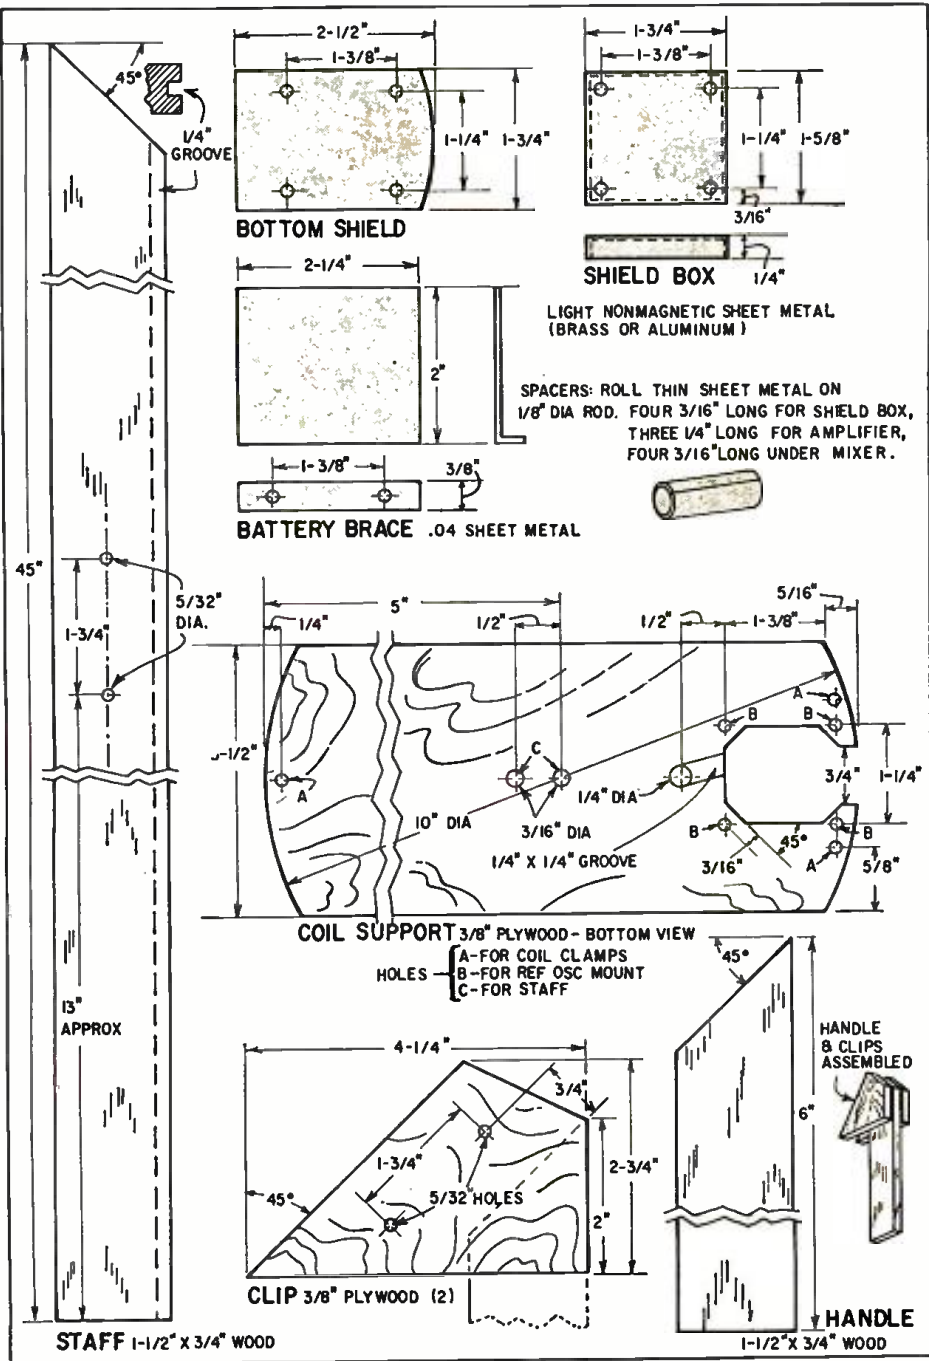 45°
1/4"
GROOVE
45"
5/32"
DIA.
1-3/4"
13"
APPROX
STAFF 1-1/2" X 3/4" WOOD
2-1/2"
1-3/8"
1-1/4"
1-3/4"
BOTTOM SHIELD
1-3/4"
1-3/8"
1-1/4"
1-5/8"
3/16"
1/4"
SHIELD BOX
LIGHT NONMAGNETIC SHEET METAL
(BRASS OR ALUMINUM)
2-1/4"
2"
1-3/8"
3/8"
BATTERY BRACE .04 SHEET METAL
SPACERS: ROLL THIN SHEET METAL ON
1/8" DIA ROD. FOUR 3/16" LONG FOR SHIELD BOX,
THREE 1/4" LONG FOR AMPLIFIER,
FOUR 3/16" LONG UNDER MIXER.
5"
1/4"
1/2"
1/2"
1-3/8"
5/16"
-1/2"
A
C
B
A
B
3/4"
1-1/4"
10" DIA
3/16" DIA
1/4" DIA
1/4" X 1/4" GROOVE
B
3/16"
45°
B
A
5/8"
COIL SUPPORT 3/8" PLYWOOD - BOTTOM VIEW
HOLES
A-FOR COIL CLAMPS
B-FOR REF OSC MOUNT
C-FOR STAFF
4-1/4"
3/4"
1-3/4"
5/32" HOLES
45°
2"
2-3/4"
CLIP 3/8" PLYWOOD (2)
45°
6"
HANDLE
& CLIPS
ASSEMBLED
HANDLE
1-1/2" X 3/4" WOOD